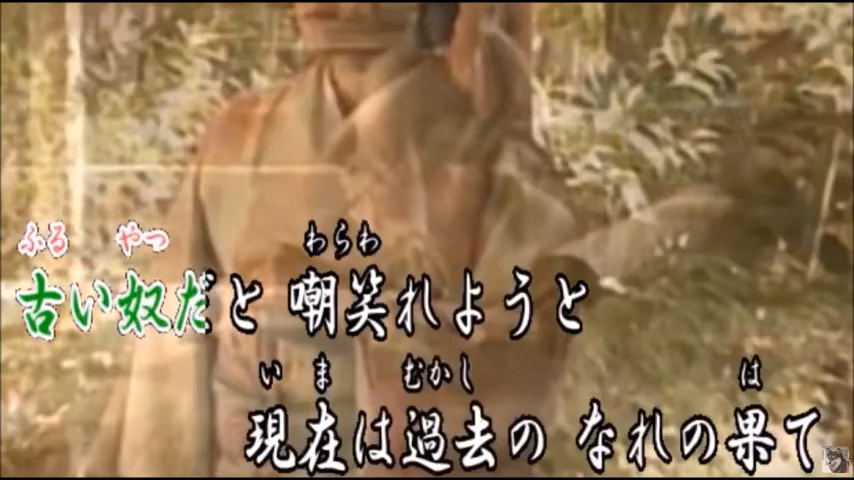 ふる やつ わらわ
古い奴だと 嘲笑れようと
いま むかし は
現在は過去の なれの果て